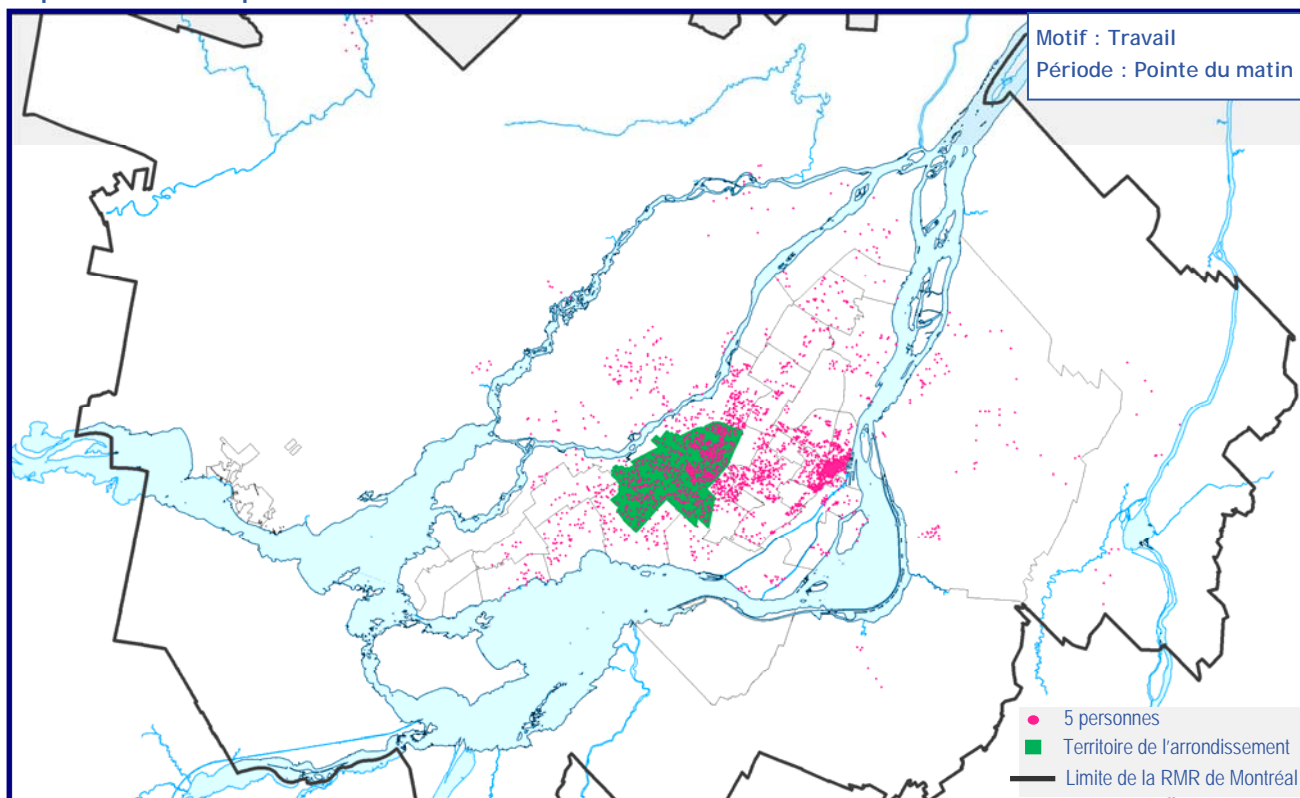 Motif : Travail
Période : Pointe du matin
5 personnes
Territoire de l'arrondissement
Limite de la RMR de Montréal